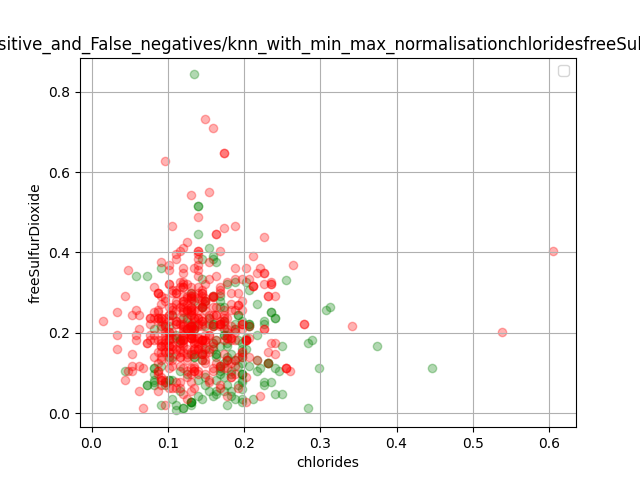 sitive_and_False_negatives/knn_with_min_max_normalisationchloridesfreeSul
0.8
0.6
0.4
0.2
0.0
freeSulfurDioxide
0.0 0.1 0.2 0.3 0.4 0.5 0.6
chlorides